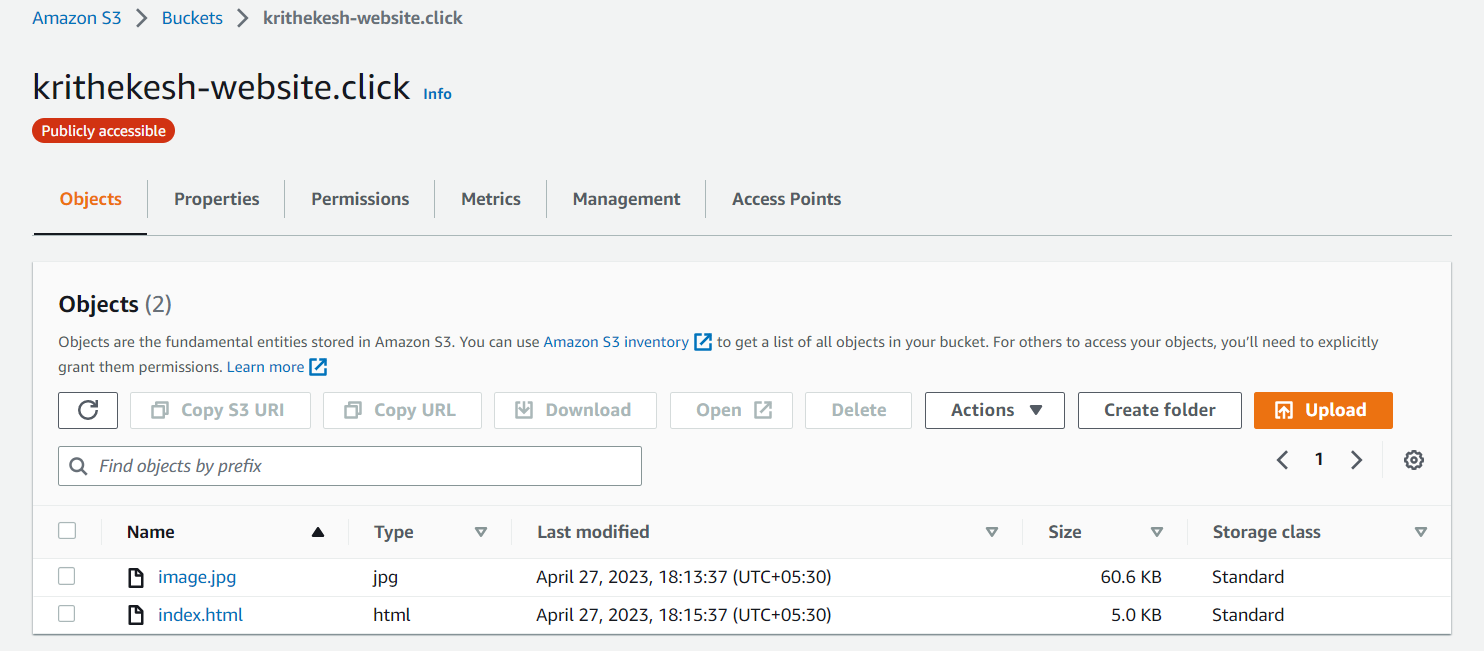 Amazon S3 > Buckets > krithekesh-website.click
krithekesh-website.click Info
Publicly accessible
Objects Properties Permissions Metrics Management Access Points
Objects (2)
Objects are the fundamental entities stored in Amazon S3. You can use Amazon S3 inventory to get a list of all objects in your bucket. For others to access your objects, you'll need to explicitly
grant them permissions. Learn more
Copy S3 URI Copy URL Download Open Delete Actions Create folder Upload
Find objects by prefix
1
Name Type Last modified Size Storage class
image.jpg jpg April 27, 2023, 18:13:37 (UTC+05:30) 60.6 KB Standard
index.html html April 27, 2023, 18:15:37 (UTC+05:30) 5.0 KB Standard